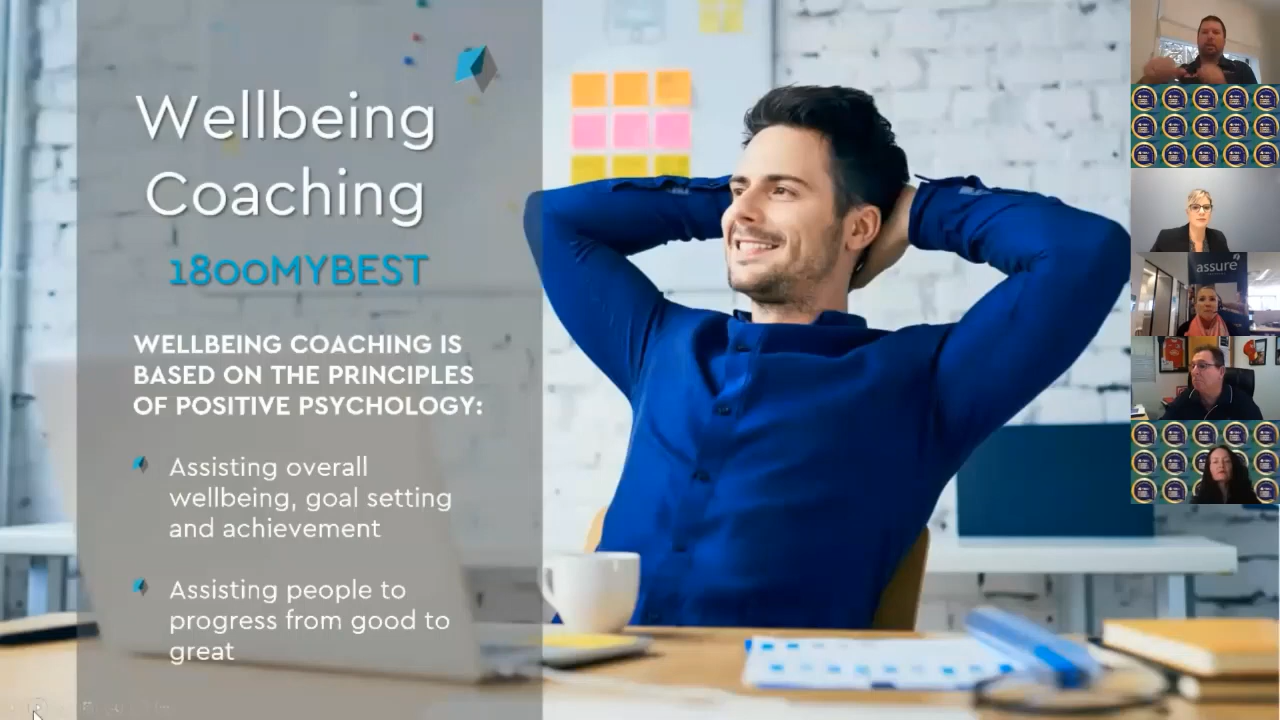 Wellbeing
Coaching
1800MYBEST
WELLBEING COACHING IS
BASED ON THE PRINCIPLES
OF POSITIVE PSYCHOLOGY:
Assisting overall
wellbeing, goal setting
and achievement
Assisting people to
progress from good to
great
assure